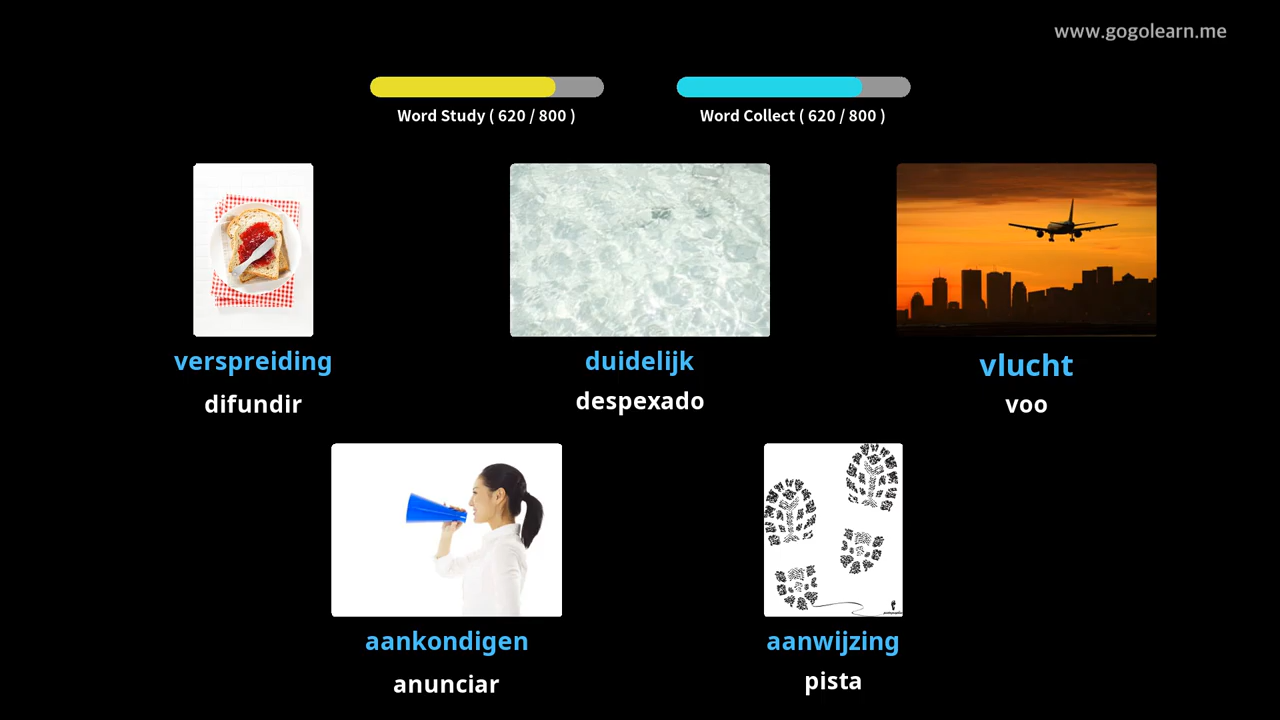 www.gogolearn.me
Word Study ( 620 / 800 )
Word Collect ( 620 / 800 )
verspreiding
difundir
duidelijk
despexado
vlucht
voo
aankondigen
anunciar
aanwijzing
pista